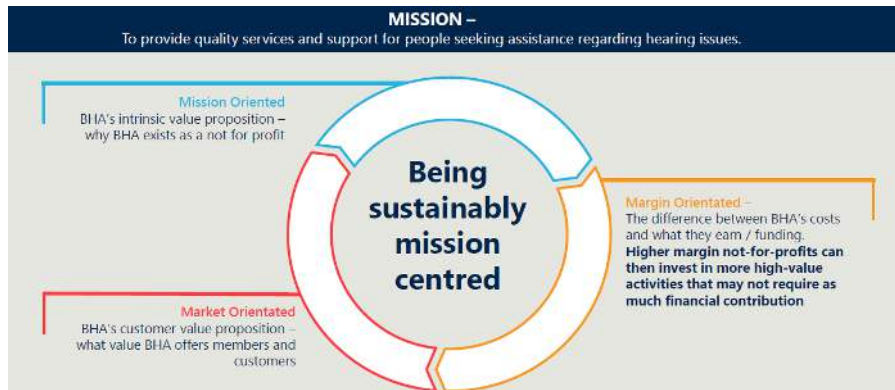 MISSION –
To provide quality services and support for people seeking assistance regarding hearing issues.
Mission Oriented
BHA's intrinsic value proposition –
why BHA exists as a not for profit
Being
sustainably
mission
centred
Margin Orientated –
The difference between BHA's costs
and what they earn / funding.
Higher margin not-for-profits can
then invest in more high-value
activities that may not require as
much financial contribution
Market Orientated
BHA's customer value proposition –
what value BHA offers members and
customers